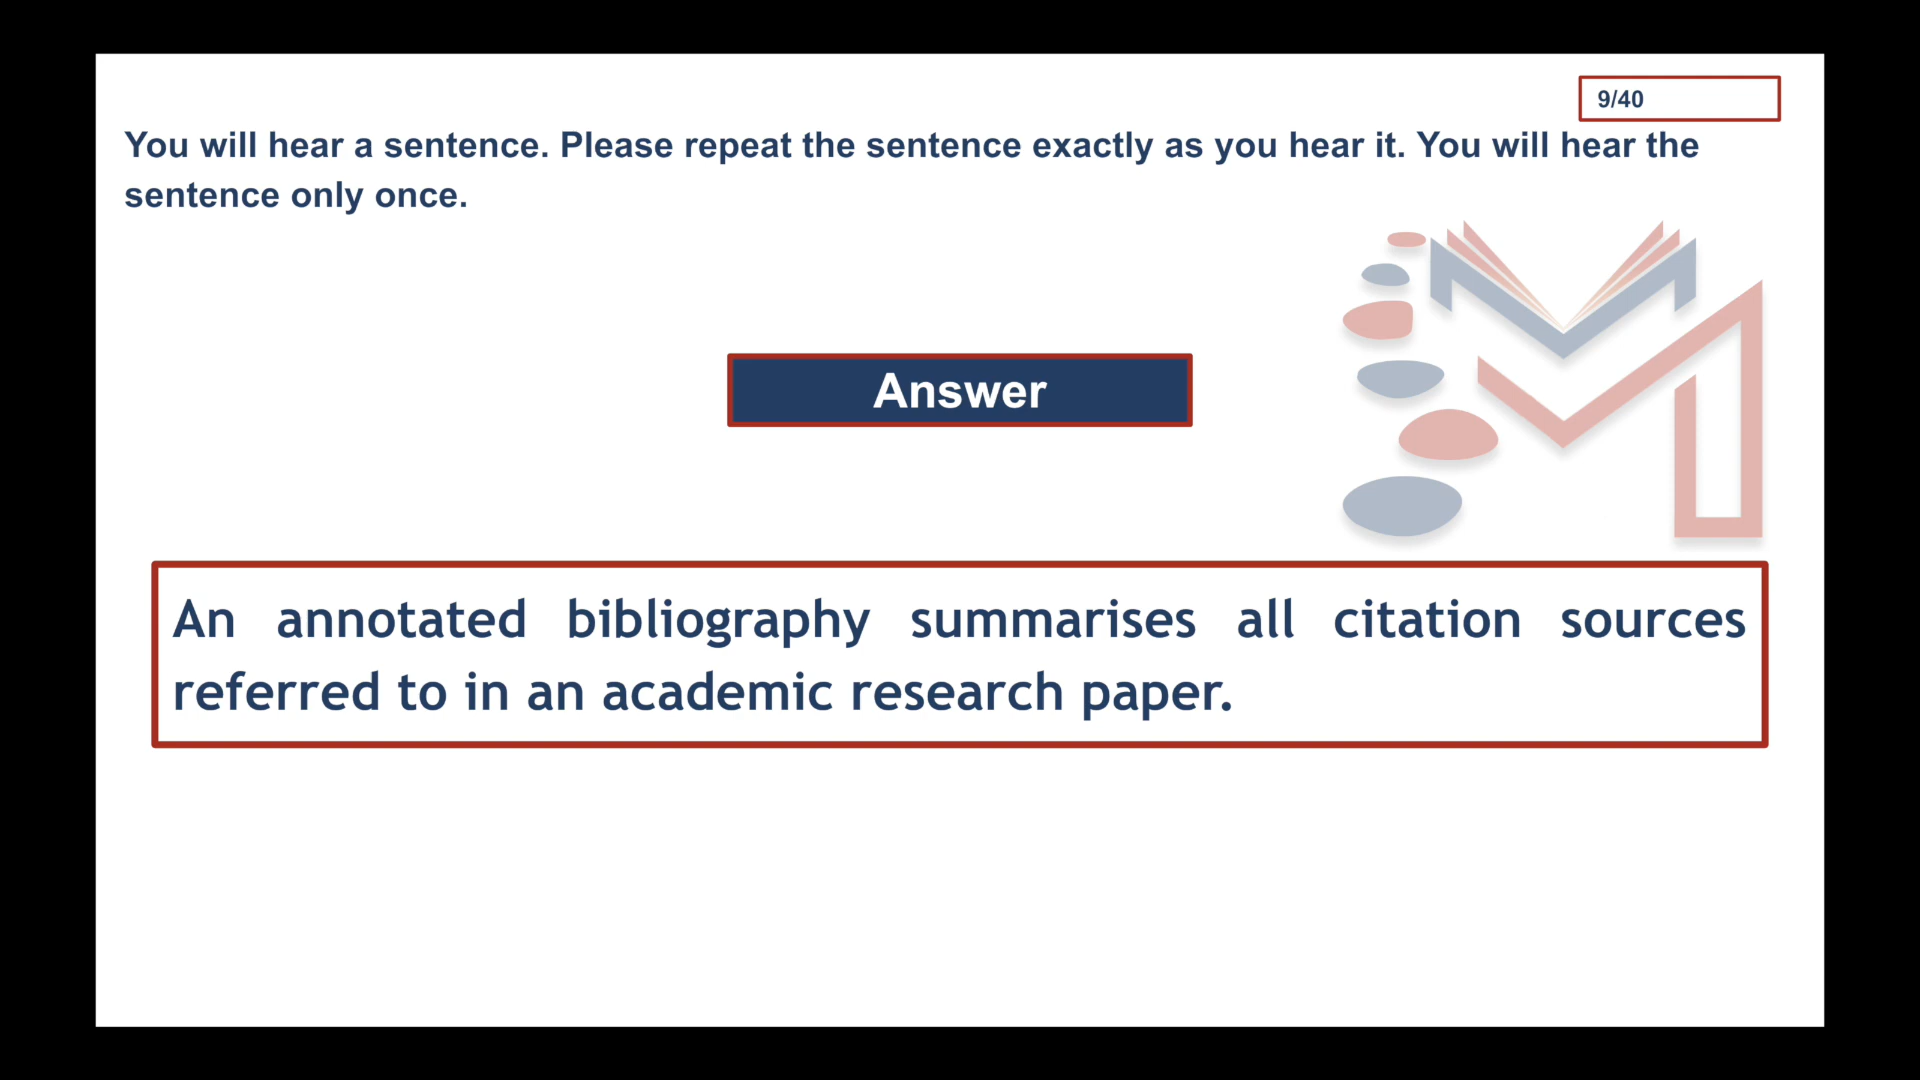 9/40
You will hear a sentence. Please repeat the sentence exactly as you hear it. You will hear the
sentence only once.
Answer
An annotated bibliography summarises all citation sources
referred to in an academic research paper.